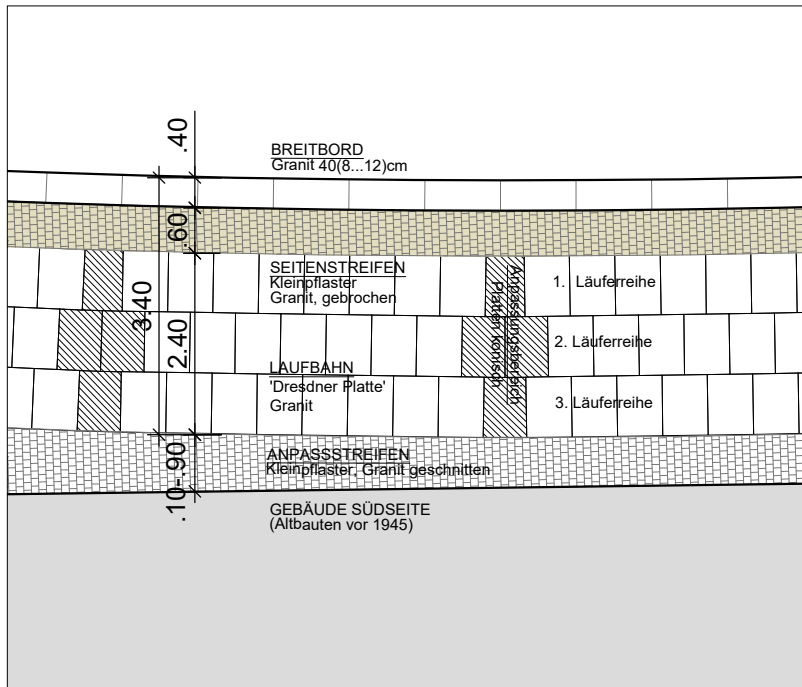 .40
BREITBORD
Granit 40(8...12)cm
.60
SEITENSTREIFEN
Kleinpflaster
Granit, gebrochen
Anpassungsbereich
Platten konisch
1. Läuferreihe
3.40
2.40
2. Läuferreihe
LAUFBAHN
'Dresdner Platte'
Granit
3. Läuferreihe
.10-.90
ANPASSSTREIFEN
Kleinpflaster, Granit geschnitten
GEBÄUDE SÜDSEITE
(Altbauten vor 1945)